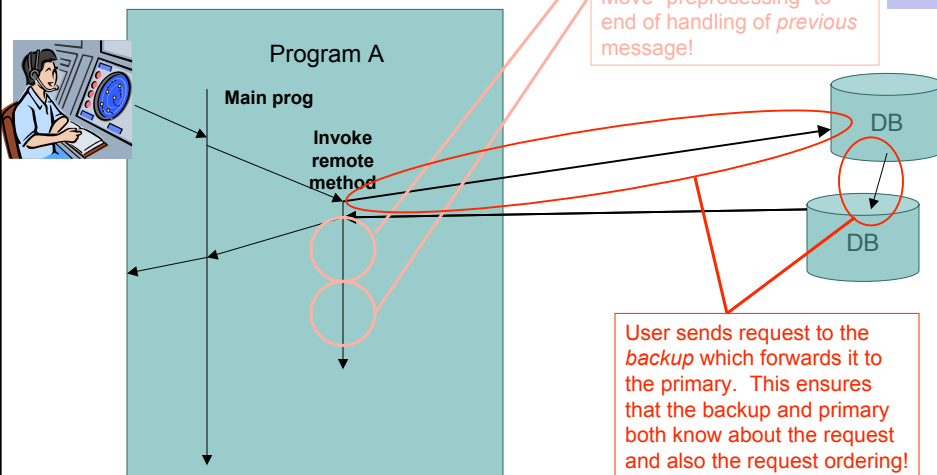 Move "preprocessing" to
end of handling of previous
message!
Program A
Main prog
Invoke
remote
method
DB
DB
User sends request to the
backup which forwards it to
the primary. This ensures
that the backup and primary
both know about the request
and also the request ordering!